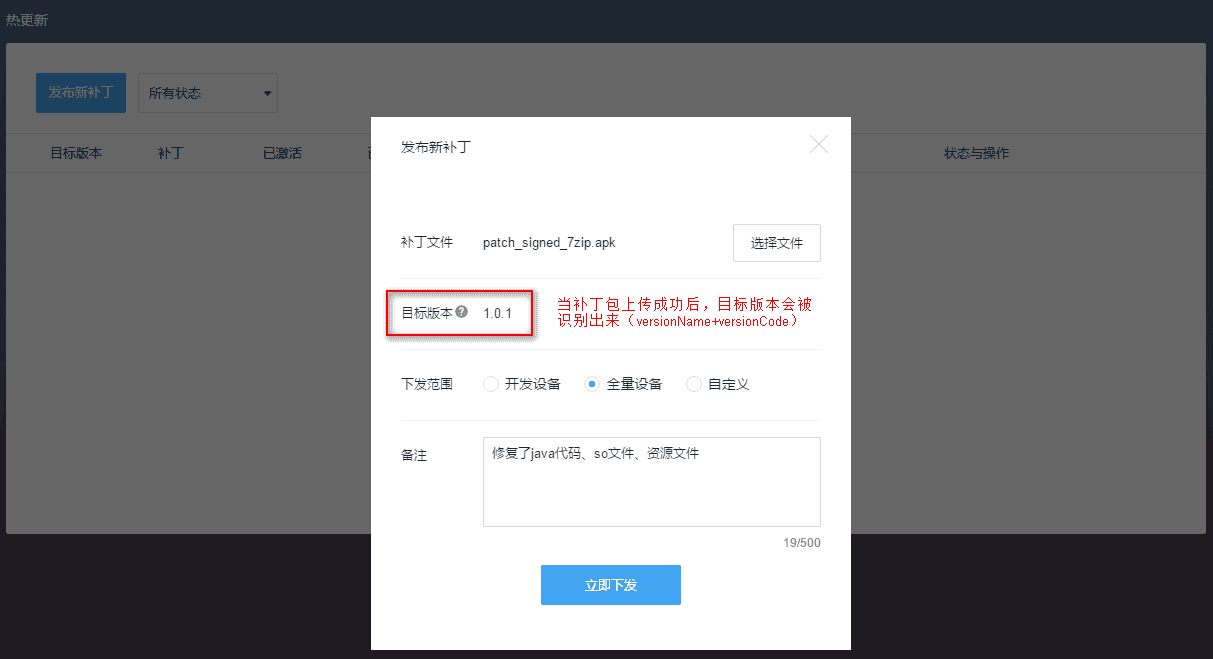 热更新
发布新补丁
所有状态
目标版本 补丁 已激活 状态与操作
发布新补丁
补丁文件 patch_signed_7zip.apk 选择文件
目标版本 ? 1.0.1
当补丁包上传成功后，目标版本会被
识别出来（versionName+versionCode）
下发范围 开发设备 全量设备 自定义
备注
修复了java代码、so文件、资源文件
19/500
立即下发